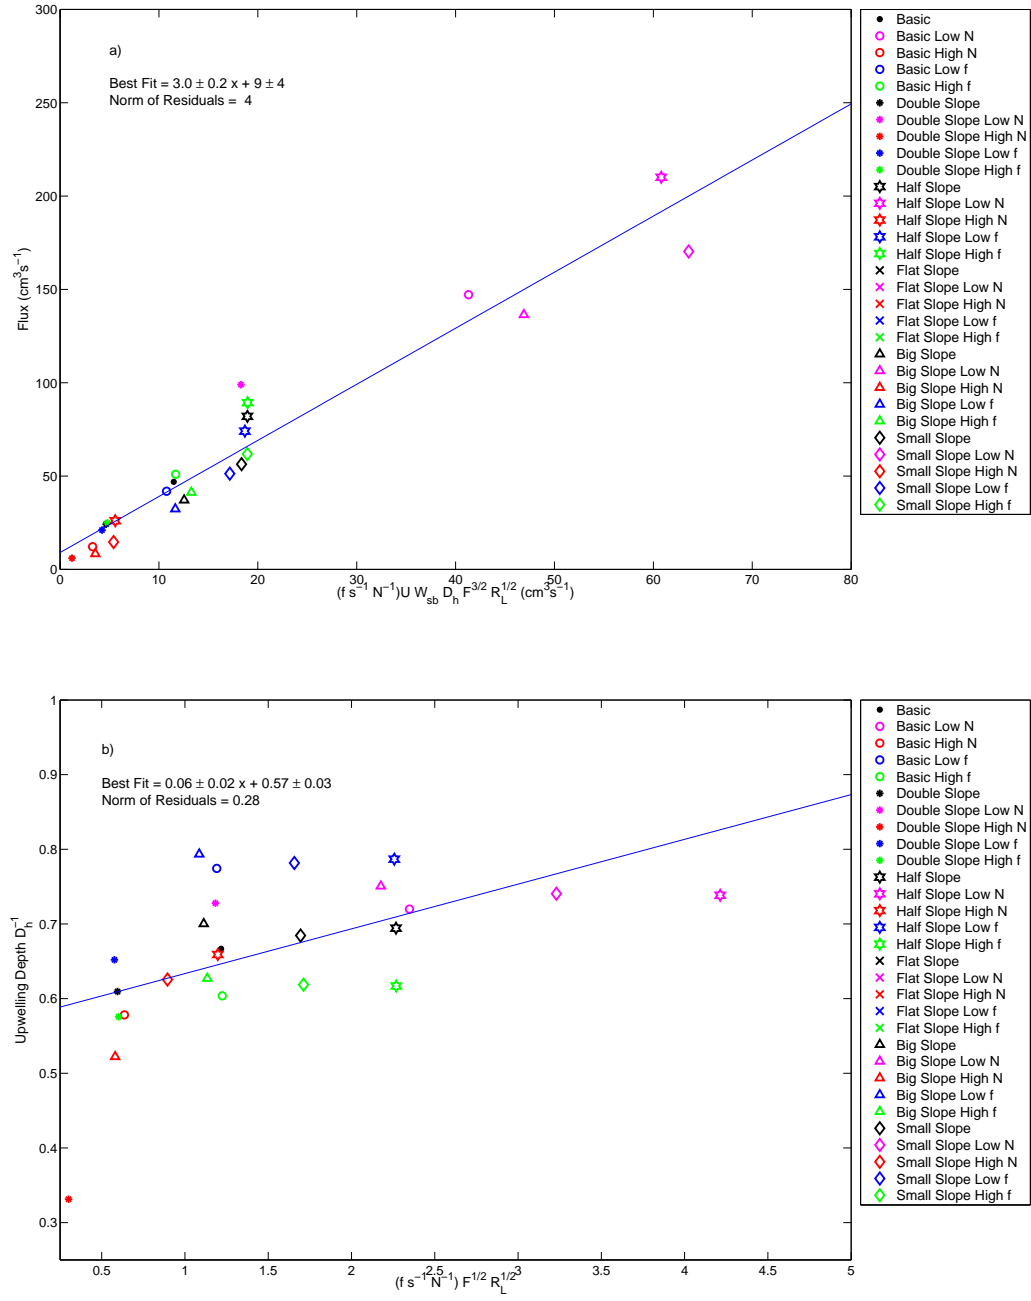 a)
Best Fit = 3.0 ± 0.2 x + 9 ± 4
Norm of Residuals = 4
Flux (cm³s⁻¹)
300
250
200
150
100
50
0
0 10 20 30 40 50 60 70 80
(f s⁻¹ N⁻¹)U W_sb D_h F^3/2 R_L^1/2 (cm³s⁻¹)
Basic
Basic Low N
Basic High N
Basic Low f
Basic High f
Double Slope
Double Slope Low N
Double Slope High N
Double Slope Low f
Double Slope High f
Half Slope
Half Slope Low N
Half Slope High N
Half Slope Low f
Half Slope High f
Flat Slope
Flat Slope Low N
Flat Slope High N
Flat Slope Low f
Flat Slope High f
Big Slope
Big Slope Low N
Big Slope High N
Big Slope Low f
Big Slope High f
Small Slope
Small Slope Low N
Small Slope High N
Small Slope Low f
Small Slope High f
b)
Best Fit = 0.06 ± 0.02 x + 0.57 ± 0.03
Norm of Residuals = 0.28
Upwelling Depth D_h⁻¹
1
0.9
0.8
0.7
0.6
0.5
0.4
0.3
0.5 1 1.5 2 2.5 3 3.5 4 4.5 5
(f s⁻¹ N⁻¹) F^1/2 R_L^1/2
Basic
Basic Low N
Basic High N
Basic Low f
Basic High f
Double Slope
Double Slope Low N
Double Slope High N
Double Slope Low f
Double Slope High f
Half Slope
Half Slope Low N
Half Slope High N
Half Slope Low f
Half Slope High f
Flat Slope
Flat Slope Low N
Flat Slope High N
Flat Slope Low f
Flat Slope High f
Big Slope
Big Slope Low N
Big Slope High N
Big Slope Low f
Big Slope High f
Small Slope
Small Slope Low N
Small Slope High N
Small Slope Low f
Small Slope High f